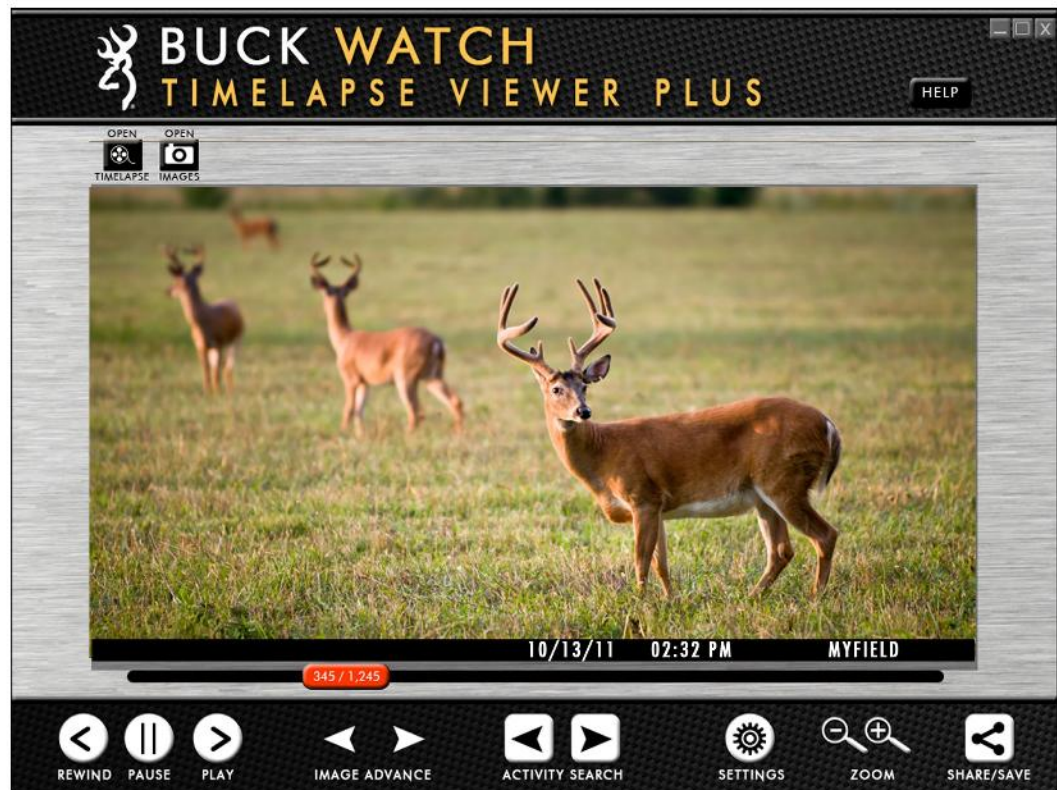 BUCK WATCH
TIMELAPSE VIEWER PLUS
HELP
OPEN OPEN
TIMELAPSE IMAGES
10/13/11 02:32 PM MYFIELD
345 / 1,245
REWIND PAUSE PLAY IMAGE ADVANCE ACTIVITY SEARCH SETTINGS ZOOM SHARE/SAVE